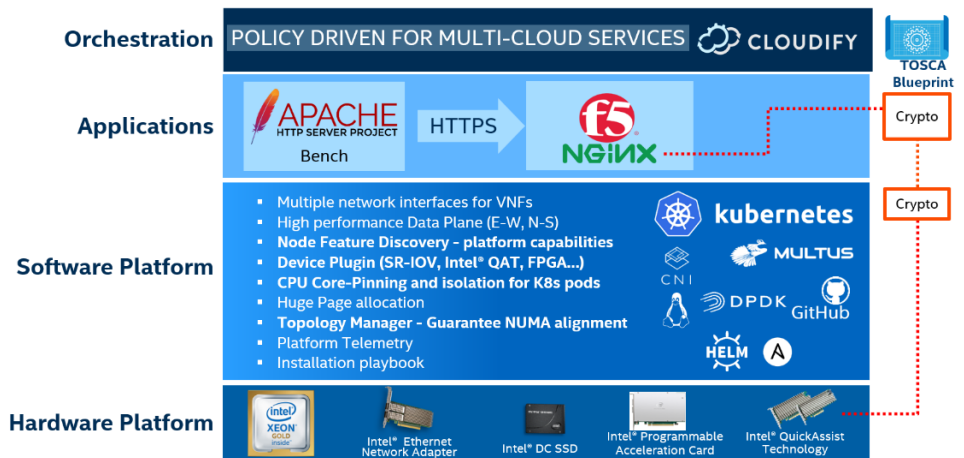 Orchestration
POLICY DRIVEN FOR MULTI-CLOUD SERVICES
CLOUDIFY
TOSCA
Blueprint
Applications
APACHE
HTTP SERVER PROJECT
Bench
HTTPS
f5
NGINX
Crypto
Software Platform
▪ Multiple network interfaces for VNFs
▪ High performance Data Plane (E-W, N-S)
▪ Node Feature Discovery – platform capabilities
▪ Device Plugin (SR-IOV, Intel® QAT, FPGA...)
▪ CPU Core-Pinning and isolation for K8s pods
▪ Huge Page allocation
▪ Topology Manager - Guarantee NUMA alignment
▪ Platform Telemetry
▪ Installation playbook
kubernetes
CNI
MULTUS
DPDK
GitHub
HELM
A
Crypto
Hardware Platform
intel
XEON
GOLD
inside
Intel® Ethernet
Network Adapter
Intel® DC SSD
Intel® Programmable
Acceleration Card
Intel® QuickAssist
Technology